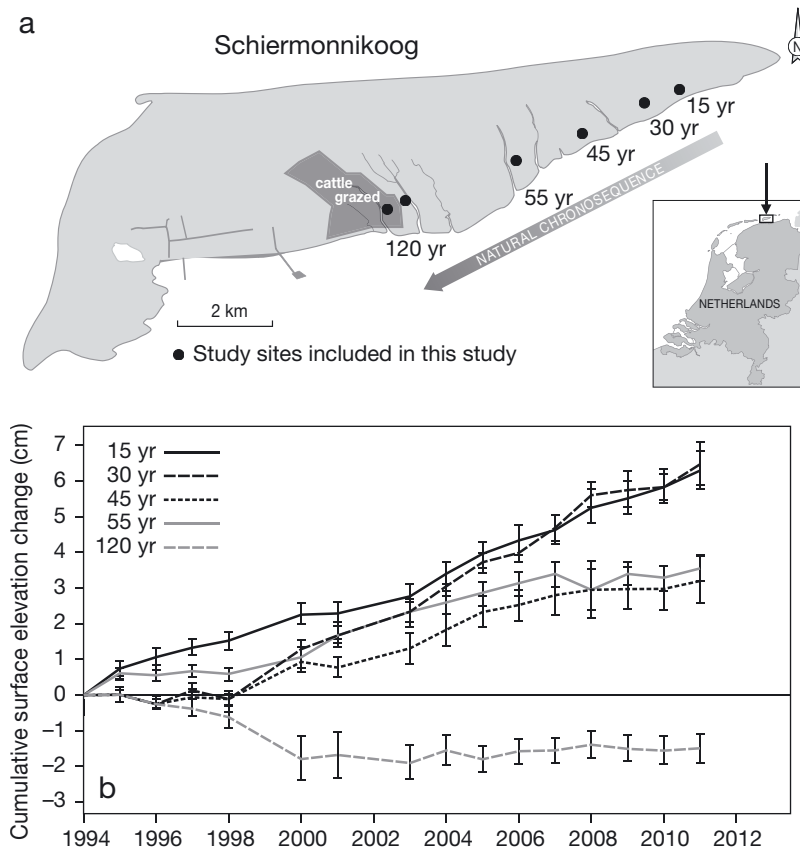 a
Schiermonnikoog
N
15 yr
30 yr
45 yr
55 yr
120 yr
cattle
grazed
NATURAL CHRONOSEQUENCE
NETHERLANDS
2 km
Study sites included in this study
Cumulative surface elevation change (cm)
7
6
5
4
3
2
1
0
–1
–2
–3
15 yr
30 yr
45 yr
55 yr
120 yr
b
1994 1996 1998 2000 2002 2004 2006 2008 2010 2012